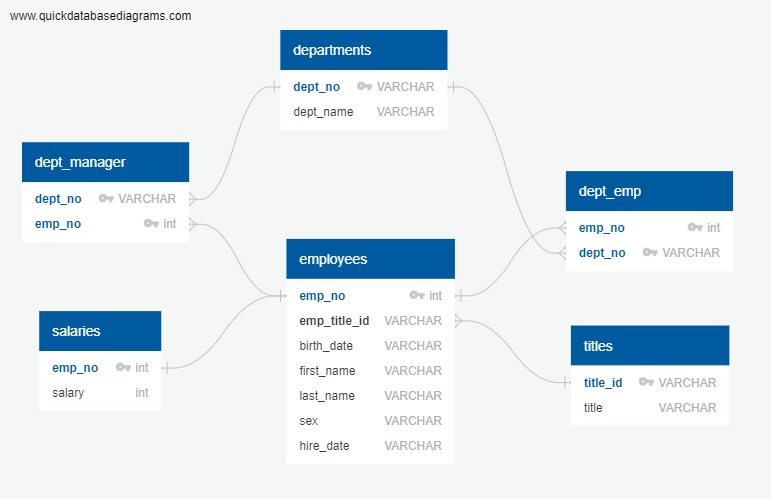 www.quickdatabasediagrams.com
departments
dept_no VARCHAR
dept_name VARCHAR
dept_manager
dept_no VARCHAR
emp_no int
dept_emp
emp_no int
dept_no VARCHAR
employees
emp_no int
emp_title_id VARCHAR
birth_date VARCHAR
first_name VARCHAR
last_name VARCHAR
sex VARCHAR
hire_date VARCHAR
salaries
emp_no int
salary int
titles
title_id VARCHAR
title VARCHAR